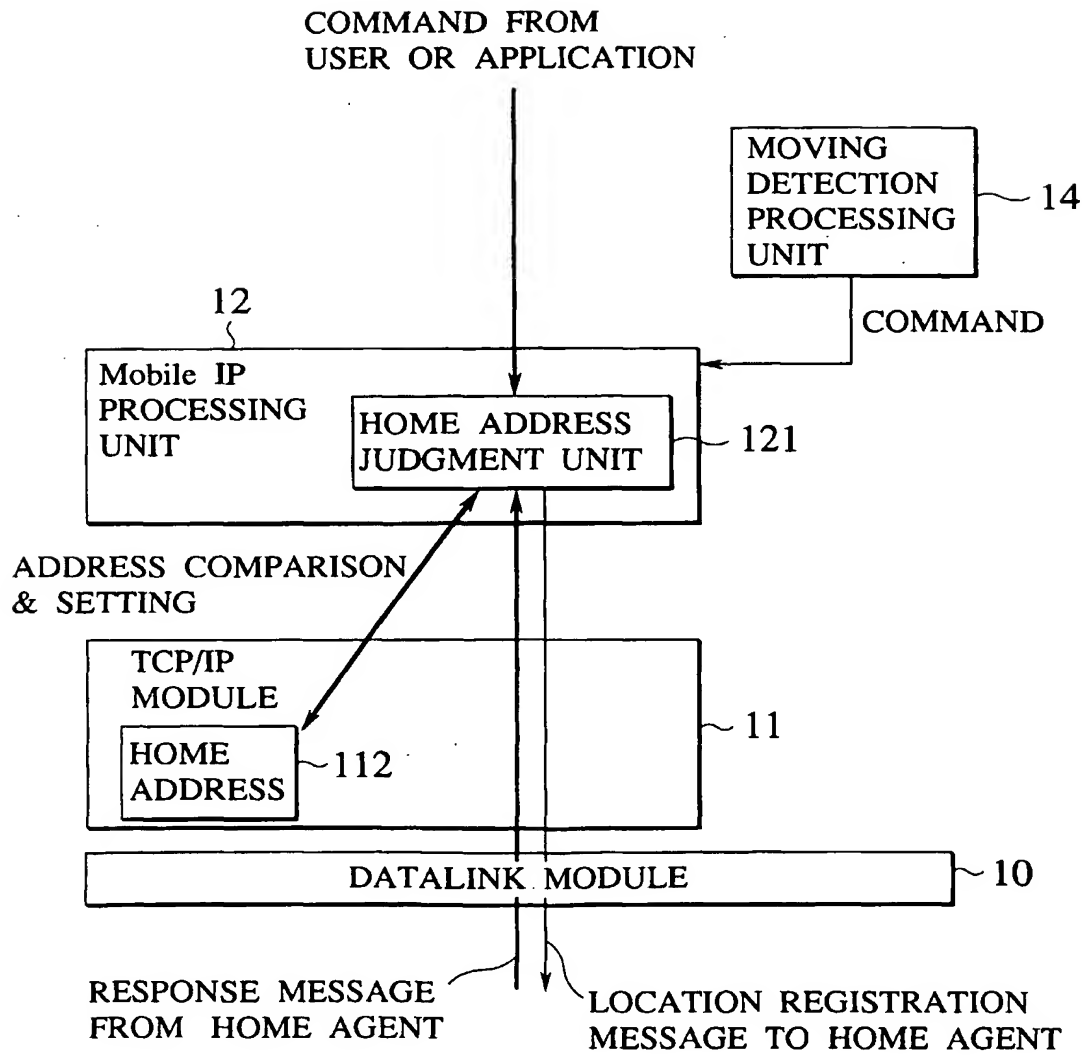 COMMAND FROM
USER OR APPLICATION
MOVING
DETECTION
PROCESSING
UNIT
14
COMMAND
12
Mobile IP
PROCESSING
UNIT
HOME ADDRESS
JUDGMENT UNIT
121
ADDRESS COMPARISON
& SETTING
TCP/IP
MODULE
11
HOME
ADDRESS
112
DATALINK MODULE
10
RESPONSE MESSAGE
FROM HOME AGENT
LOCATION REGISTRATION
MESSAGE TO HOME AGENT